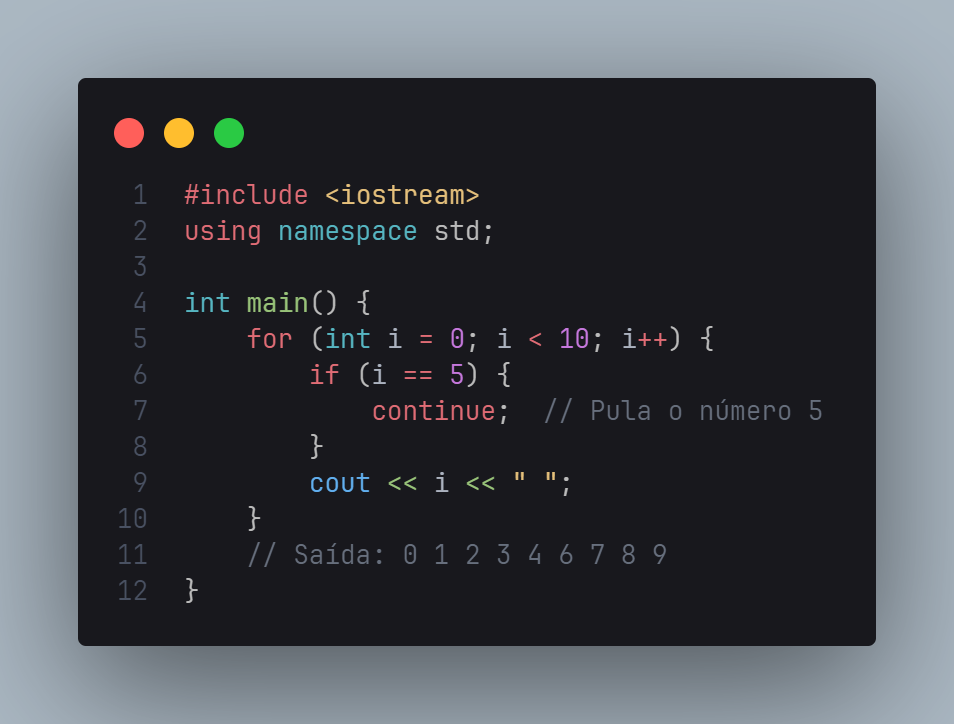 1 #include <iostream>
2 using namespace std;
3
4 int main() {
5     for (int i = 0; i < 10; i++) {
6         if (i == 5) {
7             continue;  // Pula o número 5
8         }
9         cout << i << " ";
10     }
11     // Saída: 0 1 2 3 4 6 7 8 9
12 }